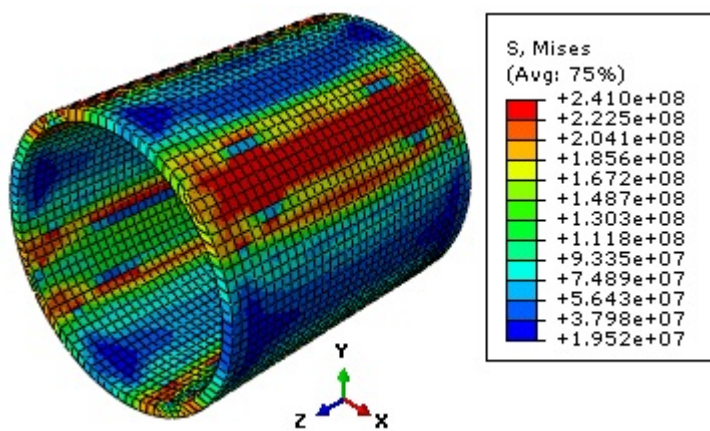 S, Mises
(Avg: 75%)
+2.410e+08
+2.225e+08
+2.041e+08
+1.856e+08
+1.672e+08
+1.487e+08
+1.303e+08
+1.118e+08
+9.335e+07
+7.489e+07
+5.643e+07
+3.798e+07
+1.952e+07
Y
Z X